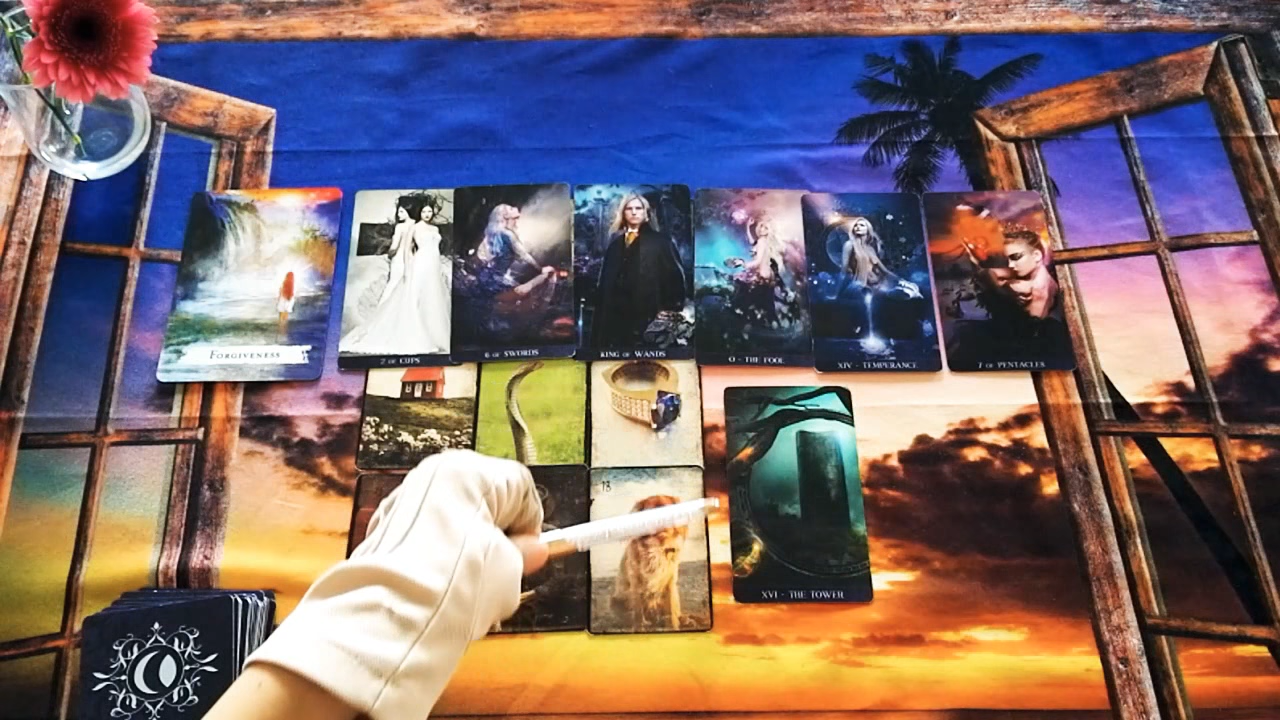 FORGIVENESS
2 OF CUPS
6 OF SWORDS
KING OF WANDS
0 - THE FOOL
XIV - TEMPERANCE
7 OF PENTACLES
18
XVI - THE TOWER